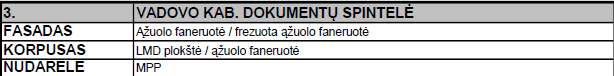 3. VADOVO KAB. DOKUMENTŲ SPINTELĖ
FASADAS Ąžuolo faneruotė / frezuota ąžuolo faneruotė
KORPUSAS LMD plokštė / ąžuolo faneruotė
NUDARELE MPP